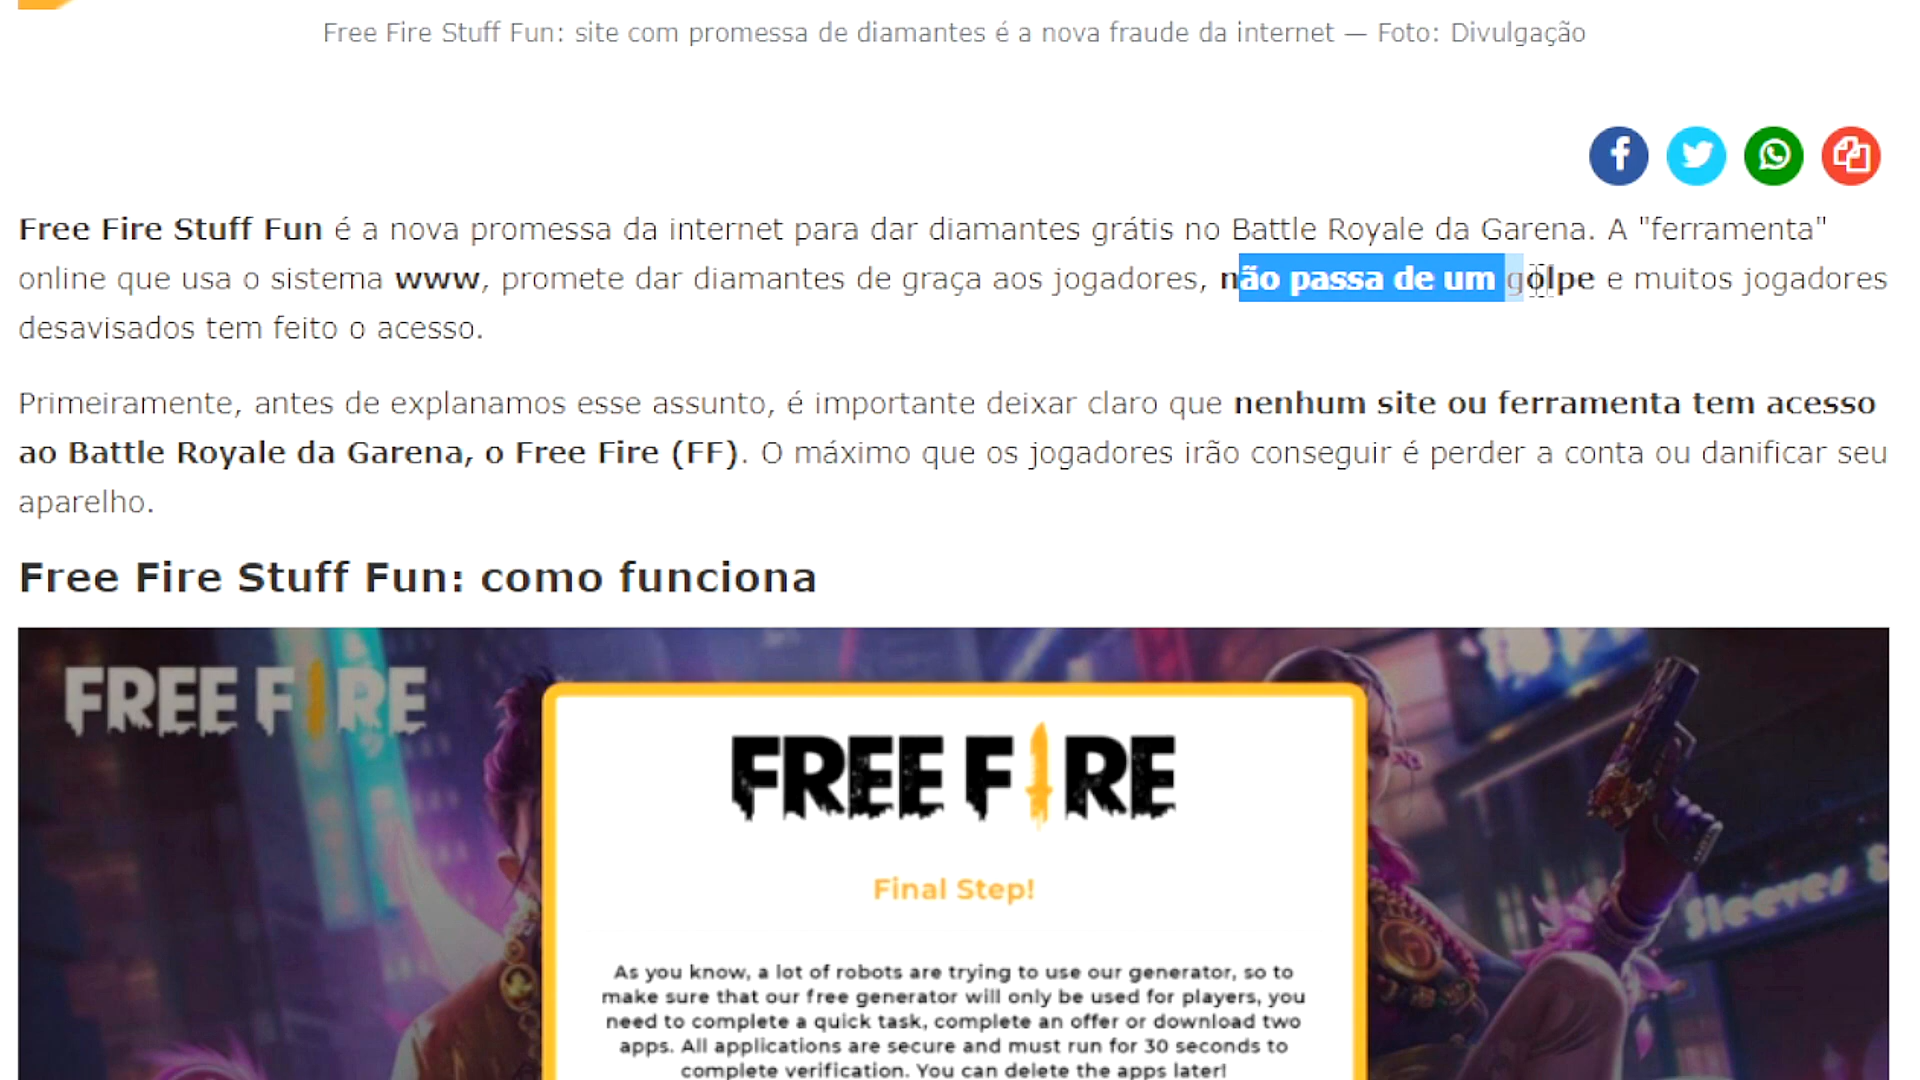 Free Fire Stuff Fun: site com promessa de diamantes é a nova fraude da internet — Foto: Divulgação
Free Fire Stuff Fun é a nova promessa da internet para dar diamantes grátis no Battle Royale da Garena. A "ferramenta"
online que usa o sistema www, promete dar diamantes de graça aos jogadores, não passa de um golpe e muitos jogadores
desavisados tem feito o acesso.
Primeiramente, antes de explanamos esse assunto, é importante deixar claro que nenhum site ou ferramenta tem acesso
ao Battle Royale da Garena, o Free Fire (FF). O máximo que os jogadores irão conseguir é perder a conta ou danificar seu
aparelho.
Free Fire Stuff Fun: como funciona
FREE FIRE
FREE FIRE
Final Step!
Sleeves
As you know, a lot of robots are trying to use our generator, so to
make sure that our free generator will only be used for players, you
need to complete a quick task, complete an offer or download two
apps. All applications are secure and must run for 30 seconds to
complete verification. You can delete the apps later!